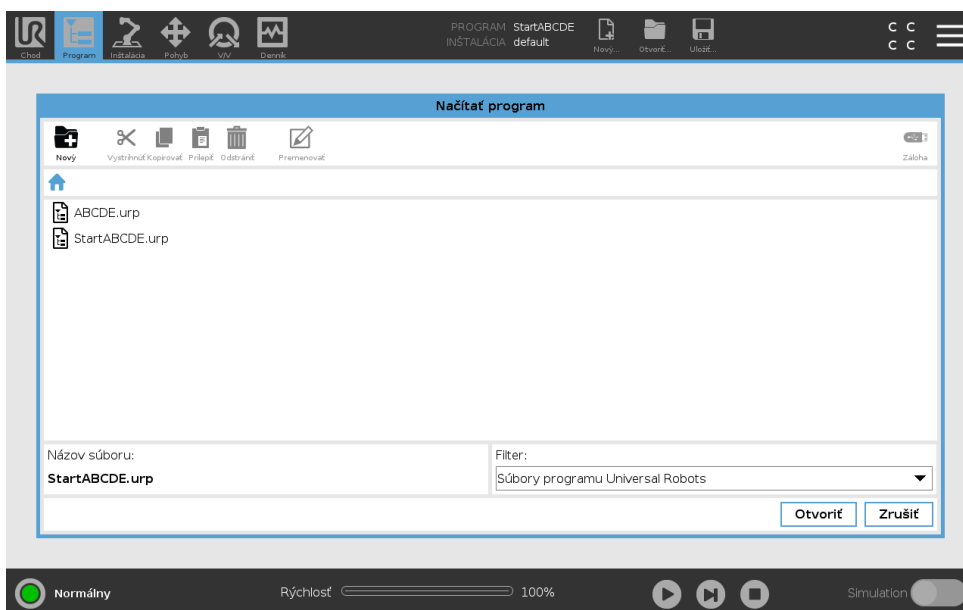 PROGRAM StartABCDE
INŠTALÁCIA default
Chod Program Inštalácia Pohyb V/V Denník Nový... Otvoriť... Uložiť...
C C
C C
Načítať program
Nový Vystrihnúť Kopírovať Prilepiť Odstrániť Premenovať Záloha
ABCDE.urp
StartABCDE.urp
Názov súboru: Filter:
StartABCDE.urp Súbory programu Universal Robots
Otvoriť Zrušiť
Normálny Rýchlosť 100% Simulation